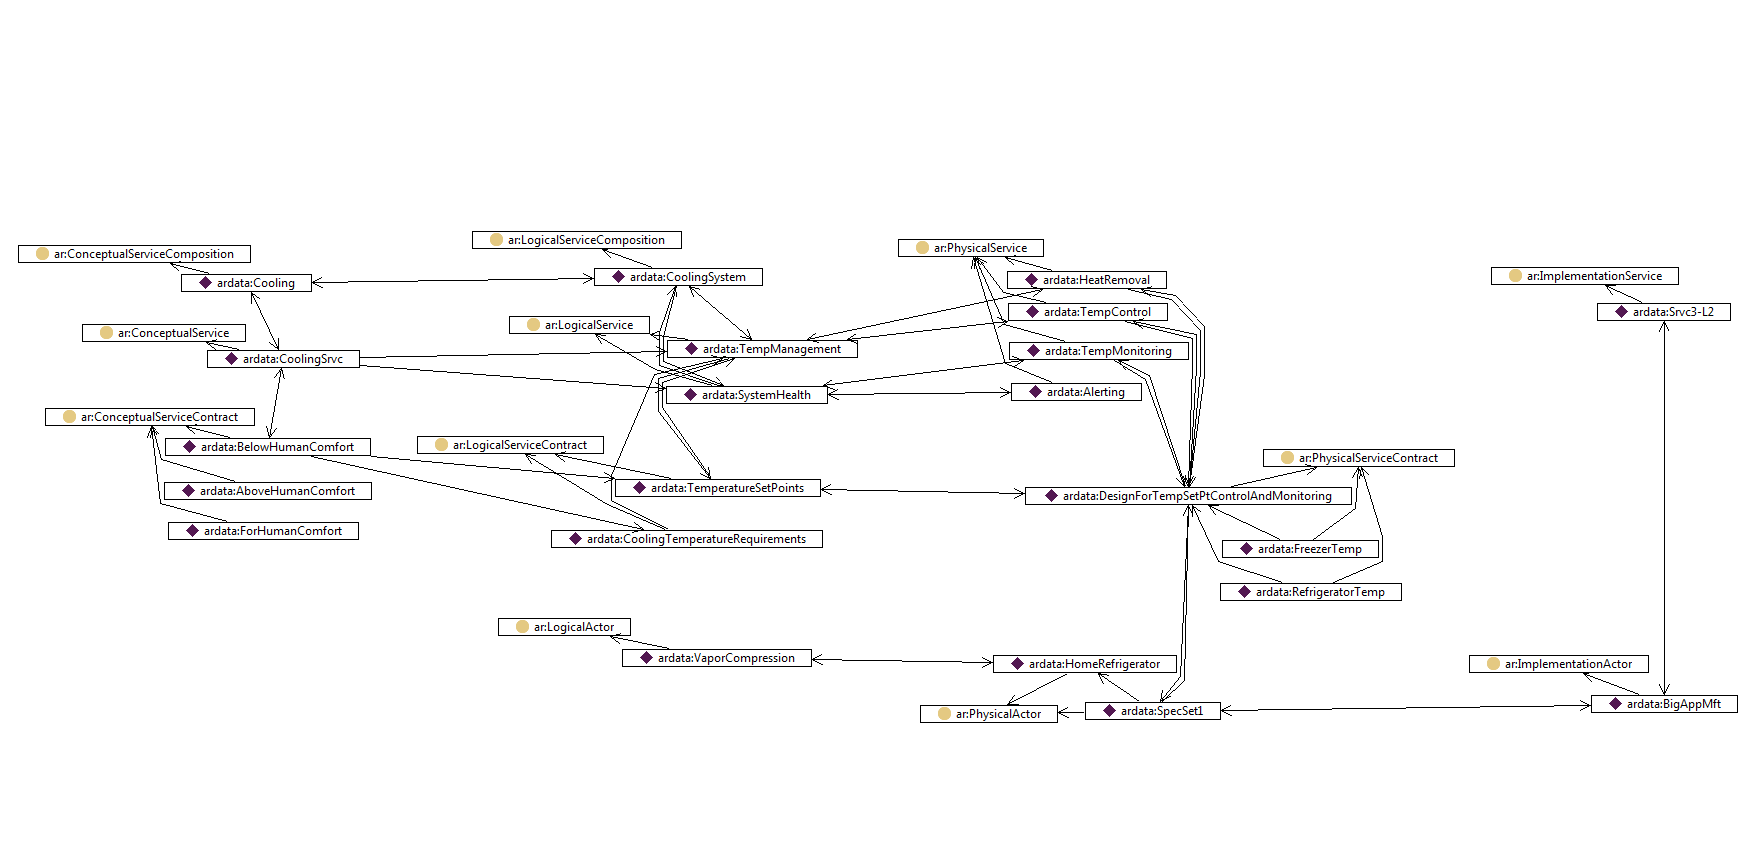 ar:ConceptualServiceComposition
ardata:Cooling
ar:ConceptualService
ardata:CoolingSrvc
ar:ConceptualServiceContract
ardata:BelowHumanComfort
ardata:AboveHumanComfort
ardata:ForHumanComfort
ar:LogicalServiceComposition
ardata:CoolingSystem
ar:LogicalService
ardata:TempManagement
ardata:SystemHealth
ar:LogicalServiceContract
ardata:TemperatureSetPoints
ardata:CoolingTemperatureRequirements
ar:LogicalActor
ardata:VaporCompression
ar:PhysicalService
ardata:HeatRemoval
ardata:TempControl
ardata:TempMonitoring
ardata:Alerting
ar:PhysicalServiceContract
ardata:DesignForTempSetPtControlAndMonitoring
ardata:FreezerTemp
ardata:RefrigeratorTemp
ardata:HomeRefrigerator
ar:PhysicalActor
ardata:SpecSet1
ar:ImplementationService
ardata:Srvc3-L2
ar:ImplementationActor
ardata:BigAppMft